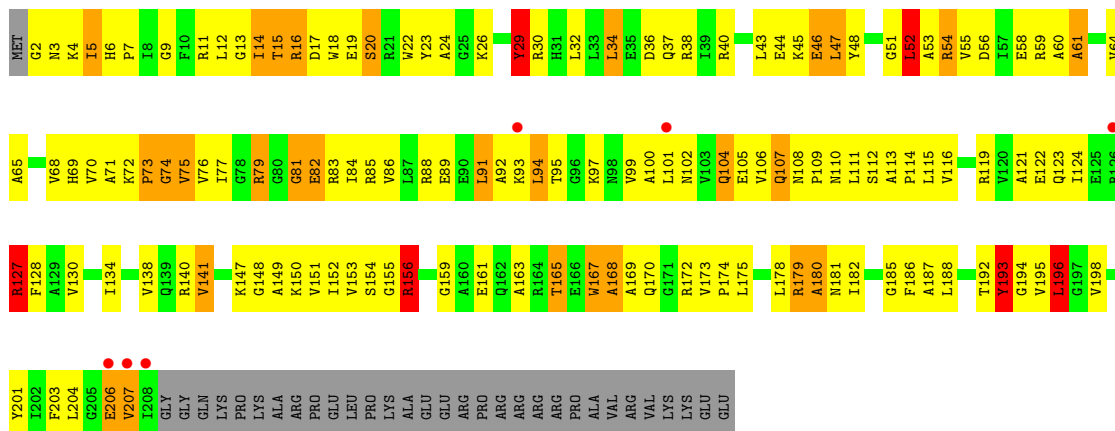 MET G2 N3 K4 I5 H6 P7 I8 G9 F10 R11 L12 G13 I14 T15 R16 D17 W18 E19 S20 R21 W22 Y23 A24 G25 K26 Y29 R30 H31 L32 L33 L34 E35 D36 Q37 R38 I39 R40 L43 E44 K45 E46 L47 Y48 G51 L52 A53 R54 V55 D56 I57 E58 R59 A60 A61 V64
A65 V68 H69 V70 A71 K72 P73 G74 V75 V76 I77 G78 R79 G80 G81 E82 R83 I84 R85 V86 L87 R88 E89 E90 L91 A92 K93 L94 T95 G96 K97 N98 V99 A100 L101 N102 V103 Q104 E105 V106 Q107 N108 P109 N110 L111 S112 A113 P114 L115 V116 R119 V120 A121 E122 Q123 I124 E125 R126
R127 F128 A129 V130 I134 V138 Q139 R140 V141 K147 G148 A149 K150 V151 I152 V153 S154 G155 R156 G159 A160 E161 Q162 A163 R164 T165 E166 W167 A168 A169 Q170 G171 R172 V173 P174 L175 L178 R179 A180 N181 I182 G185 F186 A187 L188 T192 Y193 G194 V195 L196 G197 V198
Y201 I202 F203 L204 G205 E206 V207 I208 GLY GLY GLN LYS PRO LYS ALA ARG PRO GLU LEU PRO LYS ALA GLU GLU ARG PRO ARG ARG ARG ARG PRO ALA VAL ARG VAL LYS LYS GLU GLU